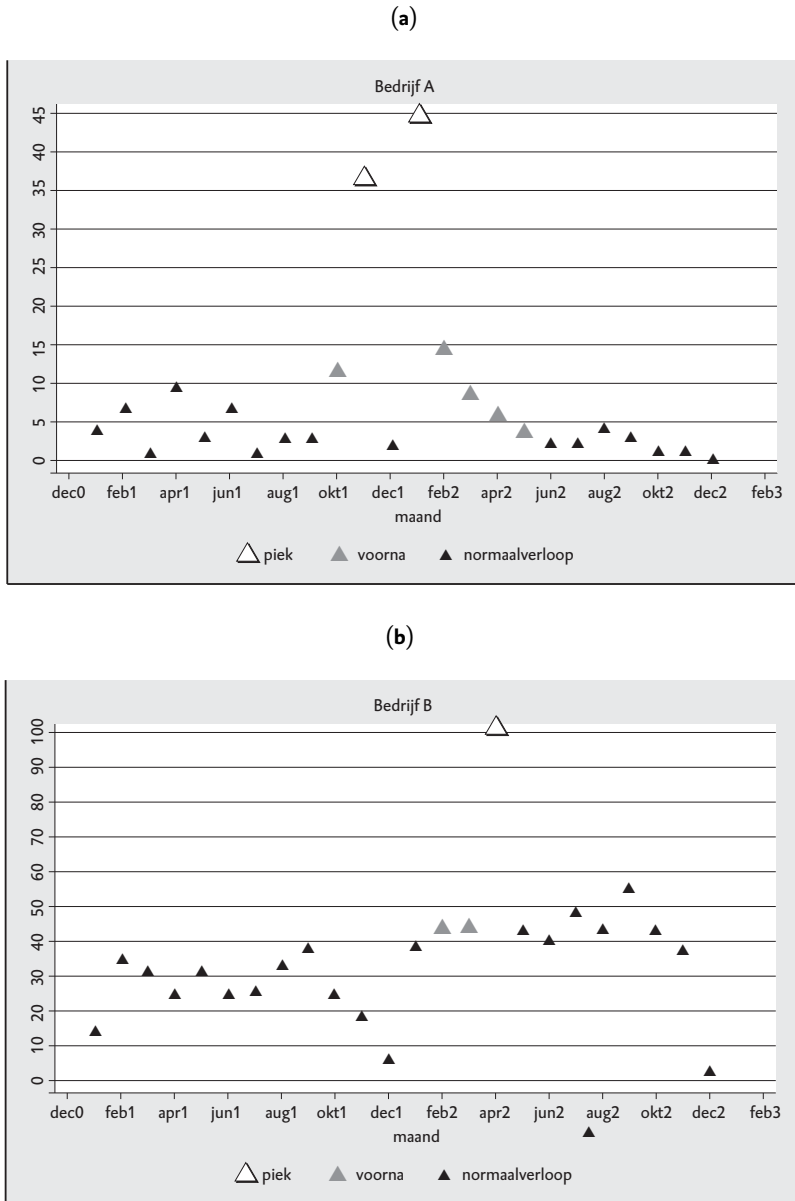 (a)
Bedrijf A
45
40
35
30
25
20
15
10
5
0
dec0 feb1 apr1 jun1 aug1 okt1 dec1 feb2 apr2 jun2 aug2 okt2 dec2 feb3
maand
piek voorna normaalverloop
(b)
Bedrijf B
100
90
80
70
60
50
40
30
20
10
0
dec0 feb1 apr1 jun1 aug1 okt1 dec1 feb2 apr2 jun2 aug2 okt2 dec2 feb3
maand
piek voorna normaalverloop